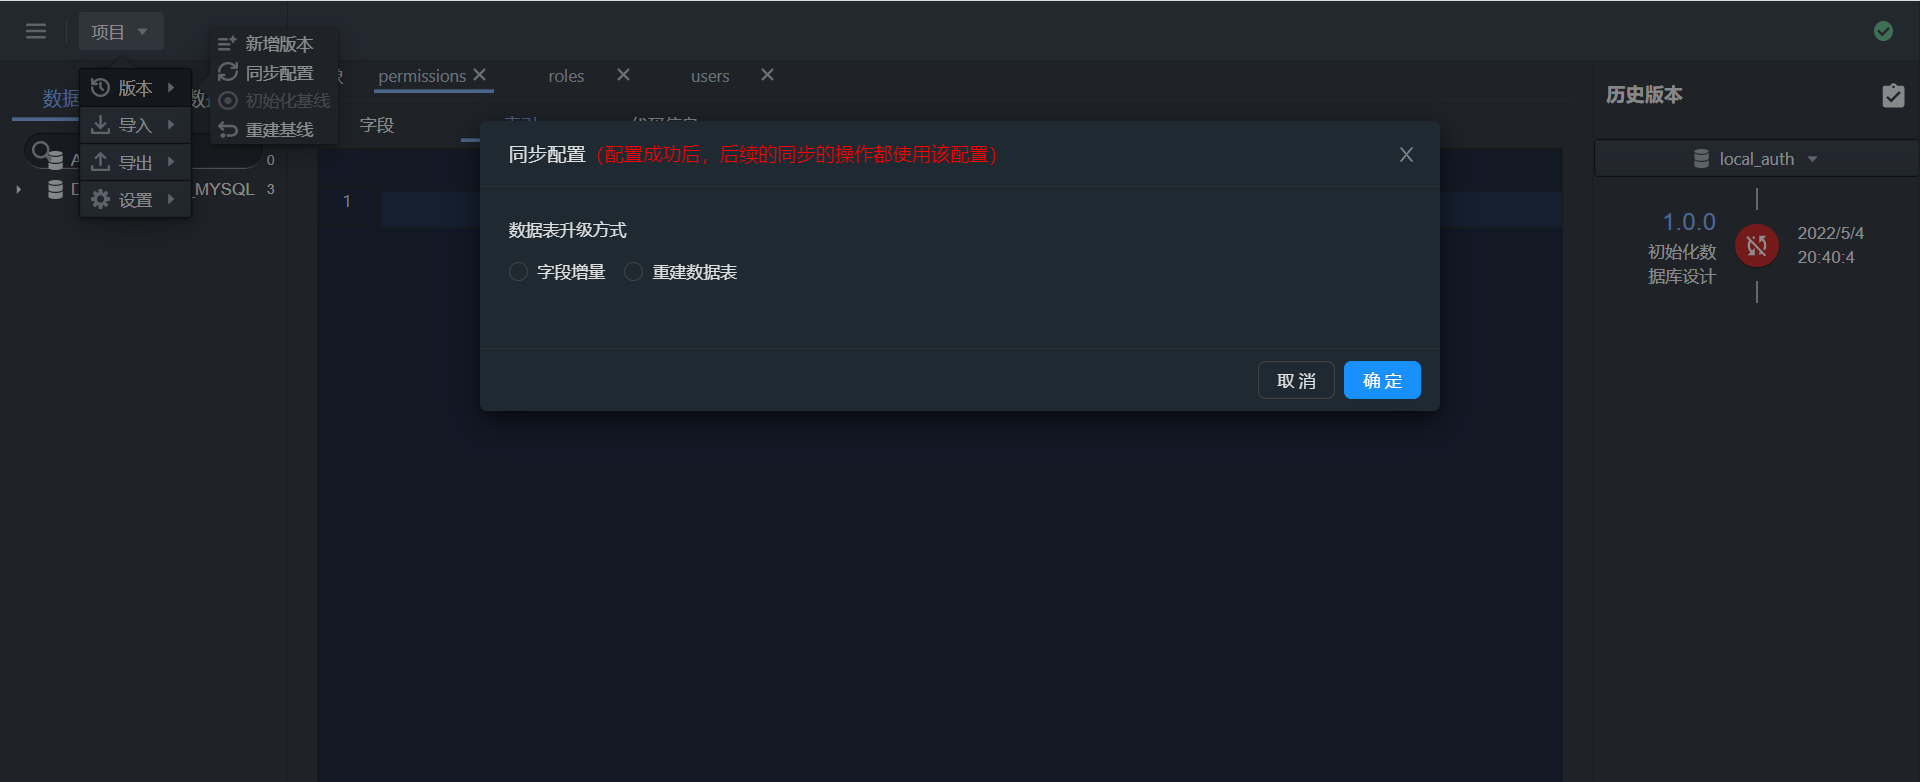 项目
新增版本
同步配置
初始化基线
重建基线
版本
导入
导出
设置
数据
MYSQL
0
3
permissions
roles
users
字段
1
同步配置
（配置成功后，后续的同步的操作都使用该配置）
数据表升级方式
字段增量
重建数据表
取 消
确 定
历史版本
local_auth
1.0.0
初始化数
据库设计
2022/5/4
20:40:4